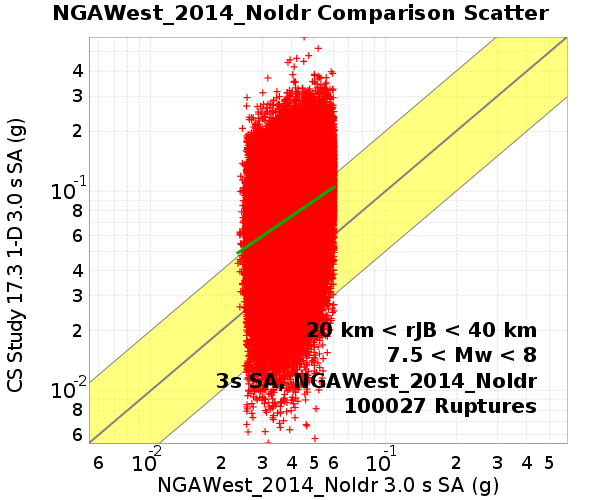 NGAWest_2014_NoIdr Comparison Scatter
CS Study 17.3 1-D 3.0 s SA (g)
4
3
2
10-1
8
6
4
3
2
10-2
8
6
20 km < rJB < 40 km
7.5 < Mw < 8
3s SA, NGAWest_2014_NoIdr
100027 Ruptures
6 8 10-2 2 3 4 5 6 8 10-1 2 3 4 5
NGAWest_2014_NoIdr 3.0 s SA (g)